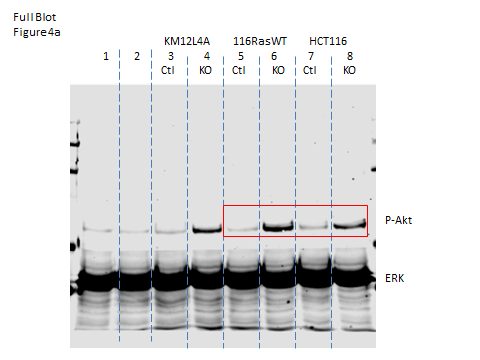 Full Blot
Figure4a
KM12L4A 116RasWT HCT116
1 2 3 4 5 6 7 8
Ctl KO Ctl KO Ctl KO
P-Akt
ERK